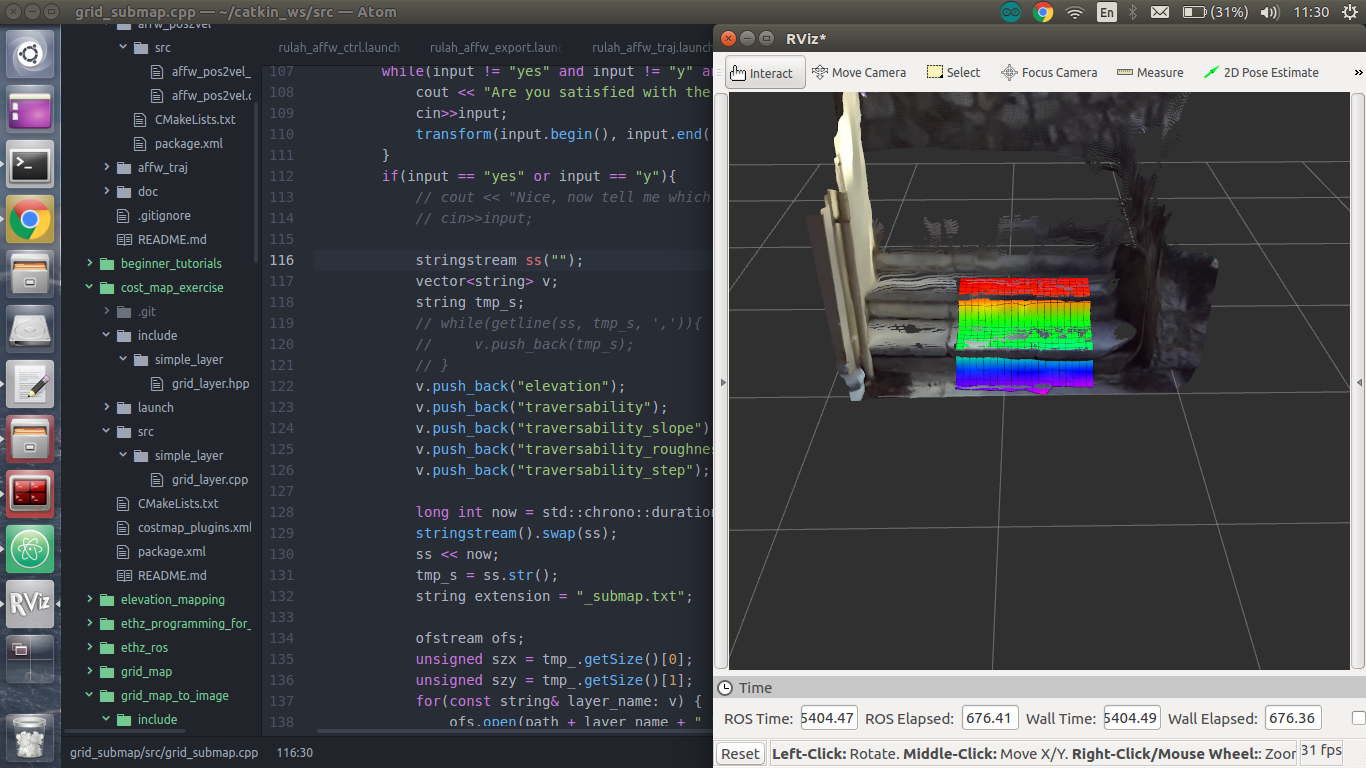 grid_submap.cpp — ~/catkin_ws/src — Atom
En
(31%)
11:30
affw_pos2vel
src
affw_pos2vel_
affw_pos2vel.c
CMakeLists.txt
package.xml
affw_traj
doc
.gitignore
README.md
beginner_tutorials
cost_map_exercise
.git
include
simple_layer
grid_layer.hpp
launch
src
simple_layer
grid_layer.cpp
CMakeLists.txt
costmap_plugins.xml
package.xml
README.md
elevation_mapping
ethz_programming_for_
ethz_ros
grid_map
grid_map_to_image
include
RViz
rulah_affw_ctrl.launch rulah_affw_export.launc rulah_affw_traj.launch
107 while(input != "yes" and input != "y" an
108 cout << "Are you satisfied with the
109 cin>>input;
110 transform(input.begin(), input.end(
111 }
112 if(input == "yes" or input == "y"){
113 // cout << "Nice, now tell me which
114 // cin>>input;
115
116 stringstream ss("");
117 vector<string> v;
118 string tmp_s;
119 // while(getline(ss, tmp_s, ',')){
120 // v.push_back(tmp_s);
121 // }
122 v.push_back("elevation");
123 v.push_back("traversability");
124 v.push_back("traversability_slope")
125 v.push_back("traversability_roughnes
126 v.push_back("traversability_step");
127
128 long int now = std::chrono::duration
129 stringstream().swap(ss);
130 ss << now;
131 tmp_s = ss.str();
132 string extension = "_submap.txt";
133
134 ofstream ofs;
135 unsigned szx = tmp_.getSize()[0];
136 unsigned szy = tmp_.getSize()[1];
137 for(const string& layer_name: v) {
138 ofs.open(path + layer_name + "_
grid_submap/src/grid_submap.cpp 116:30
RViz*
Interact Move Camera Select Focus Camera Measure 2D Pose Estimate »
Time
ROS Time: 5404.47 ROS Elapsed: 676.41 Wall Time: 5404.49 Wall Elapsed: 676.36
Reset Left-Click: Rotate. Middle-Click: Move X/Y. Right-Click/Mouse Wheel:: Zoom 31 fps